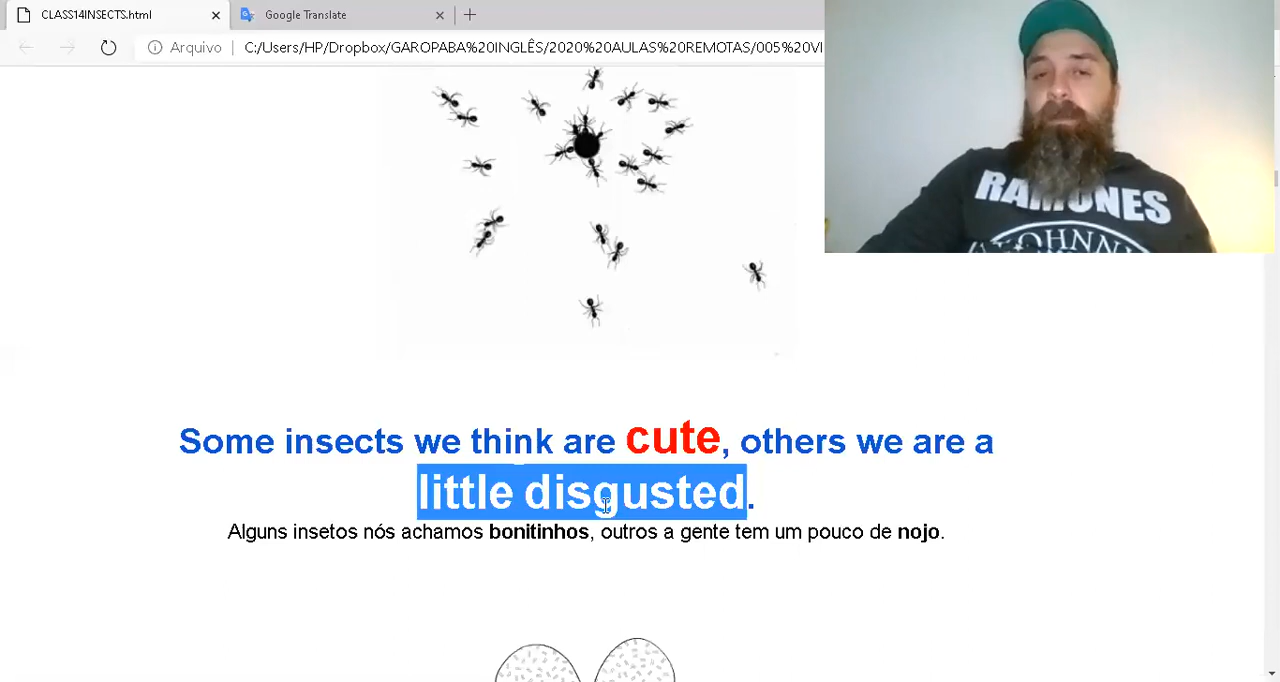 CLASS14INSECTS.html
Google Translate
Arquivo
C:/Users/HP/Dropbox/GAROPABA%20INGLÊS/2020%20AULAS%20REMOTAS/005%20VI
RAMONES
JOHNN
Some insects we think are cute, others we are a
little disgusted.
Alguns insetos nós achamos bonitinhos, outros a gente tem um pouco de nojo.